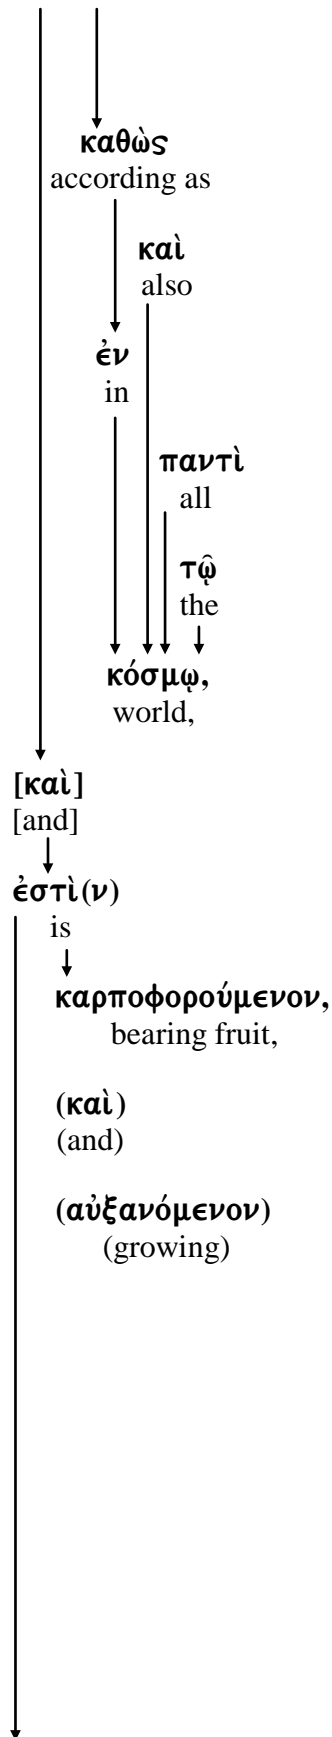 καθὼς
according as
καὶ
also
ἐν
in
παντὶ
all
τῷ
the
κόσμῳ,
world,
[καὶ]
[and]
ἐστὶ(ν)
is
καρποφορούμενον,
bearing fruit,
(καὶ)
(and)
(αὐξανόμενον)
(growing)